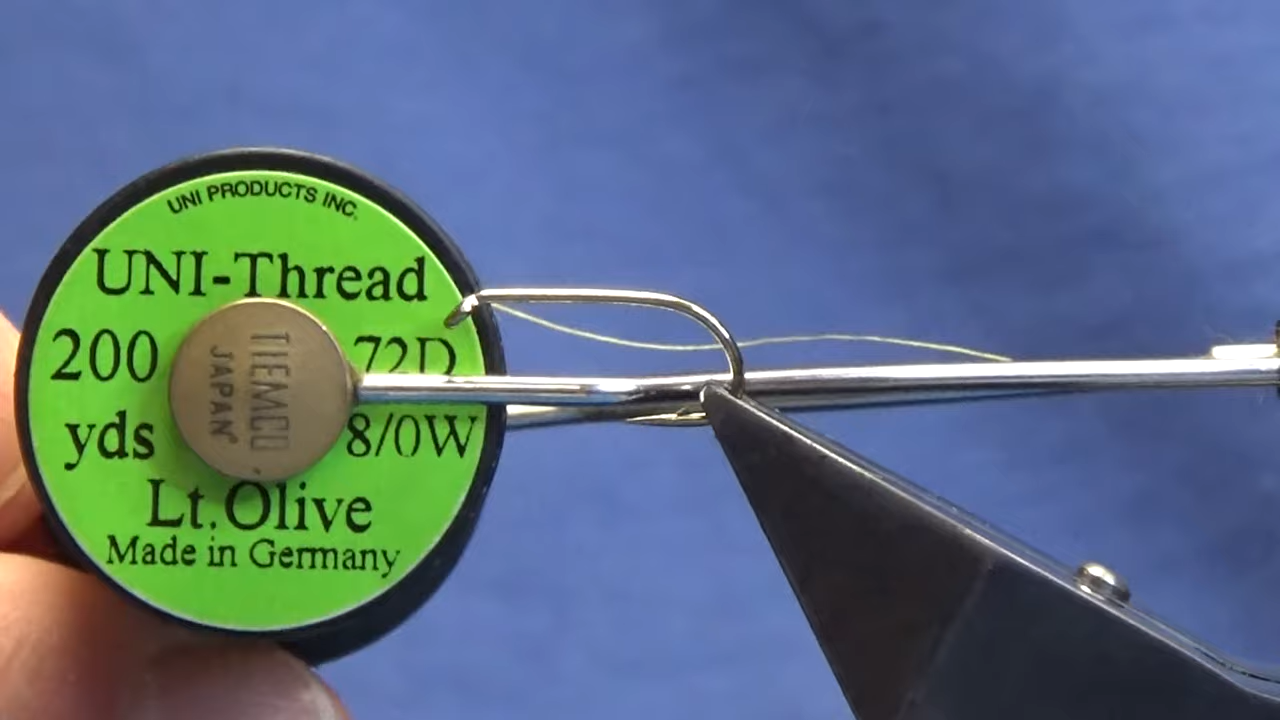 UNI PRODUCTS INC.
UNI-Thread
200 72D
yds 8/0W
Lt. Olive
Made in Germany
TIEMCO
JAPAN